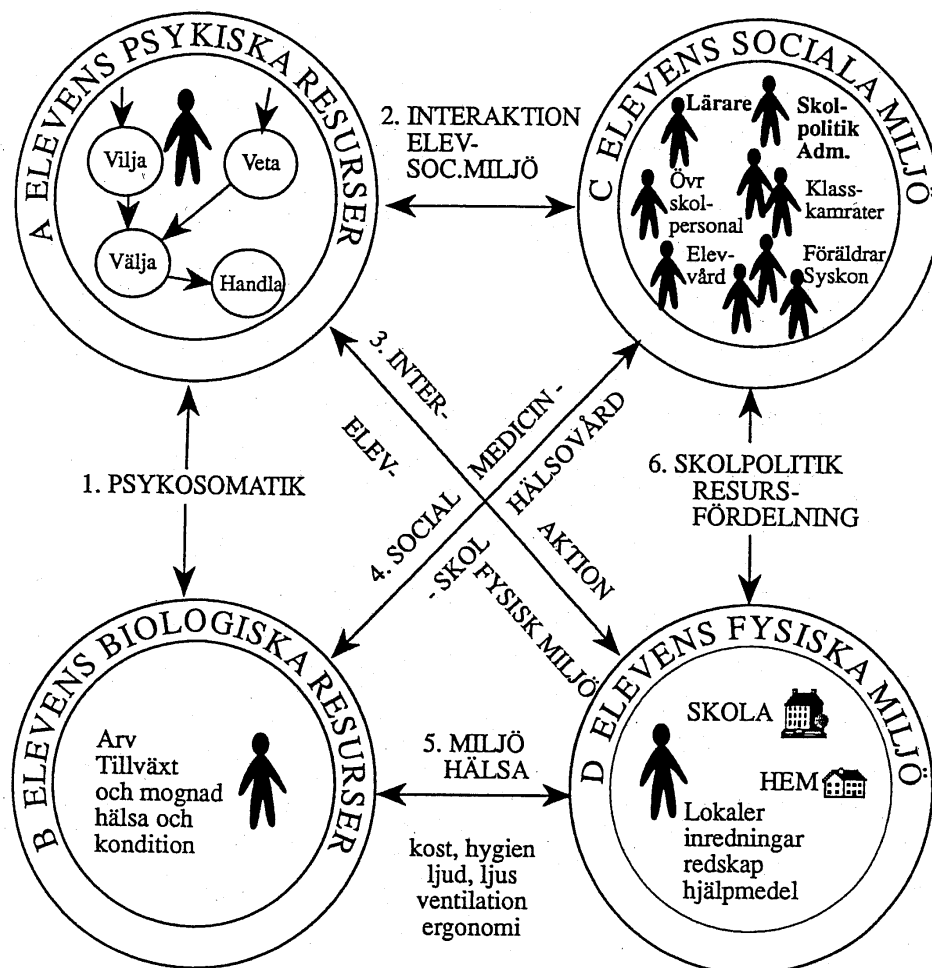 A ELEVENS PSYKISKA RESURSER
Vilja
Veta
Välja
Handla
2. INTERAKTION
ELEV-
SOC.MILJÖ
C ELEVENS SOCIALA MILJÖ
Lärare
Skol-
politik
Adm.
Övr
skol-
personal
Klass-
kamrater
Elev-
vård
Föräldrar
Syskon
1. PSYKOSOMATIK
3. INTER-
AKTION
ELEV-
FYSISK MILJÖ
4. SOCIAL MEDICIN -
- SKOL HÄLSOVÅRD
6. SKOLPOLITIK
RESURS-
FÖRDELNING
B ELEVENS BIOLOGISKA RESURSER
Arv
Tillväxt
och mognad
hälsa och
kondition
5. MILJÖ
HÄLSA
kost, hygien
ljud, ljus
ventilation
ergonomi
D ELEVENS FYSISKA MILJÖ
SKOLA
HEM
Lokaler
inredningar
redskap
hjälpmedel